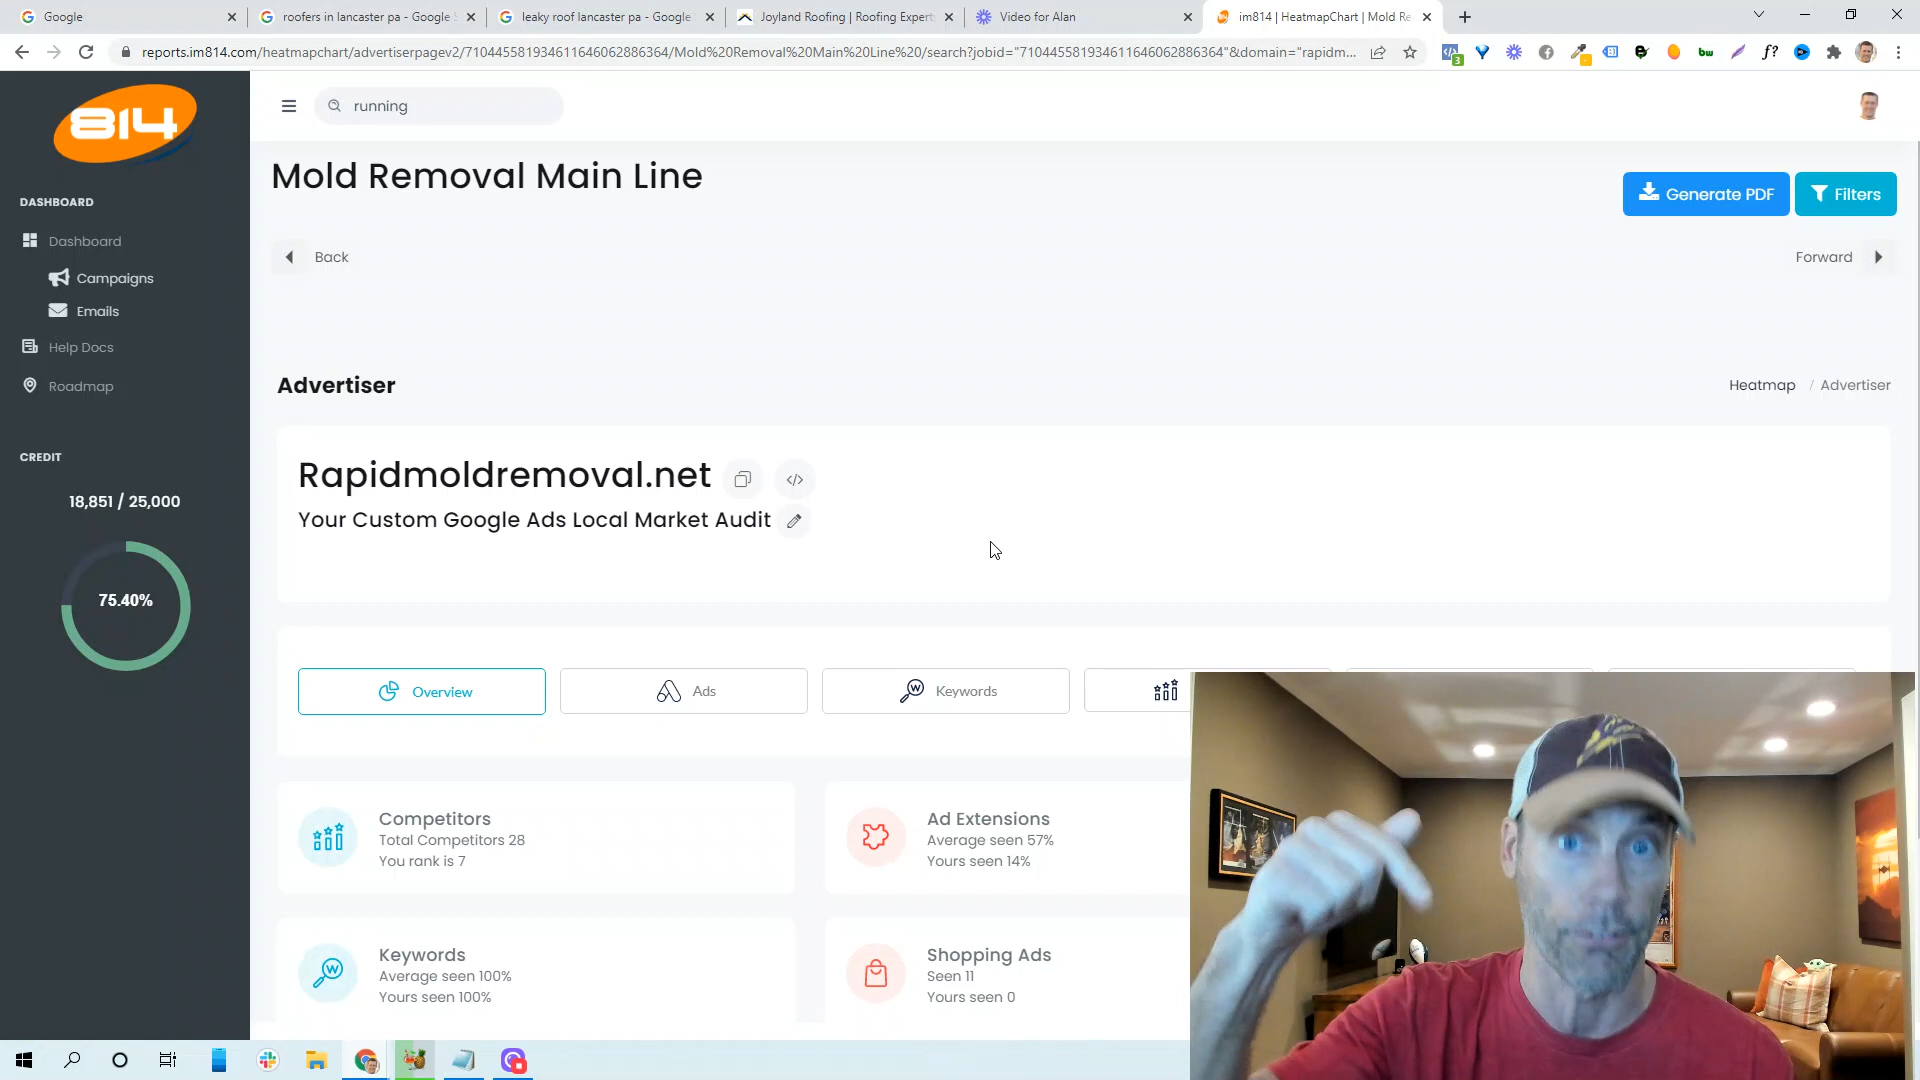 Google
roofers in lancaster pa - Google S
leaky roof lancaster pa - Google
Joyland Roofing | Roofing Expert
Video for Alan
im814 | HeatmapChart | Mold Re
reports.im814.com/heatmapchart/advertiserpagev2/710445581934611646062886364/Mold%20Removal%20Main%20Line%20/search?jobid="710445581934611646062886364"&domain="rapidm...
3
bw
f?
814
running
Mold Removal Main Line
Generate PDF
Filters
DASHBOARD
Dashboard
Campaigns
Emails
Help Docs
Roadmap
Back
Forward
Advertiser
Heatmap / Advertiser
CREDIT
18,851 / 25,000
75.40%
Rapidmoldremoval.net
Your Custom Google Ads Local Market Audit
Overview
Ads
Keywords
Competitors
Total Competitors 28
You rank is 7
Ad Extensions
Average seen 57%
Yours seen 14%
Keywords
Average seen 100%
Yours seen 100%
Shopping Ads
Seen 11
Yours seen 0